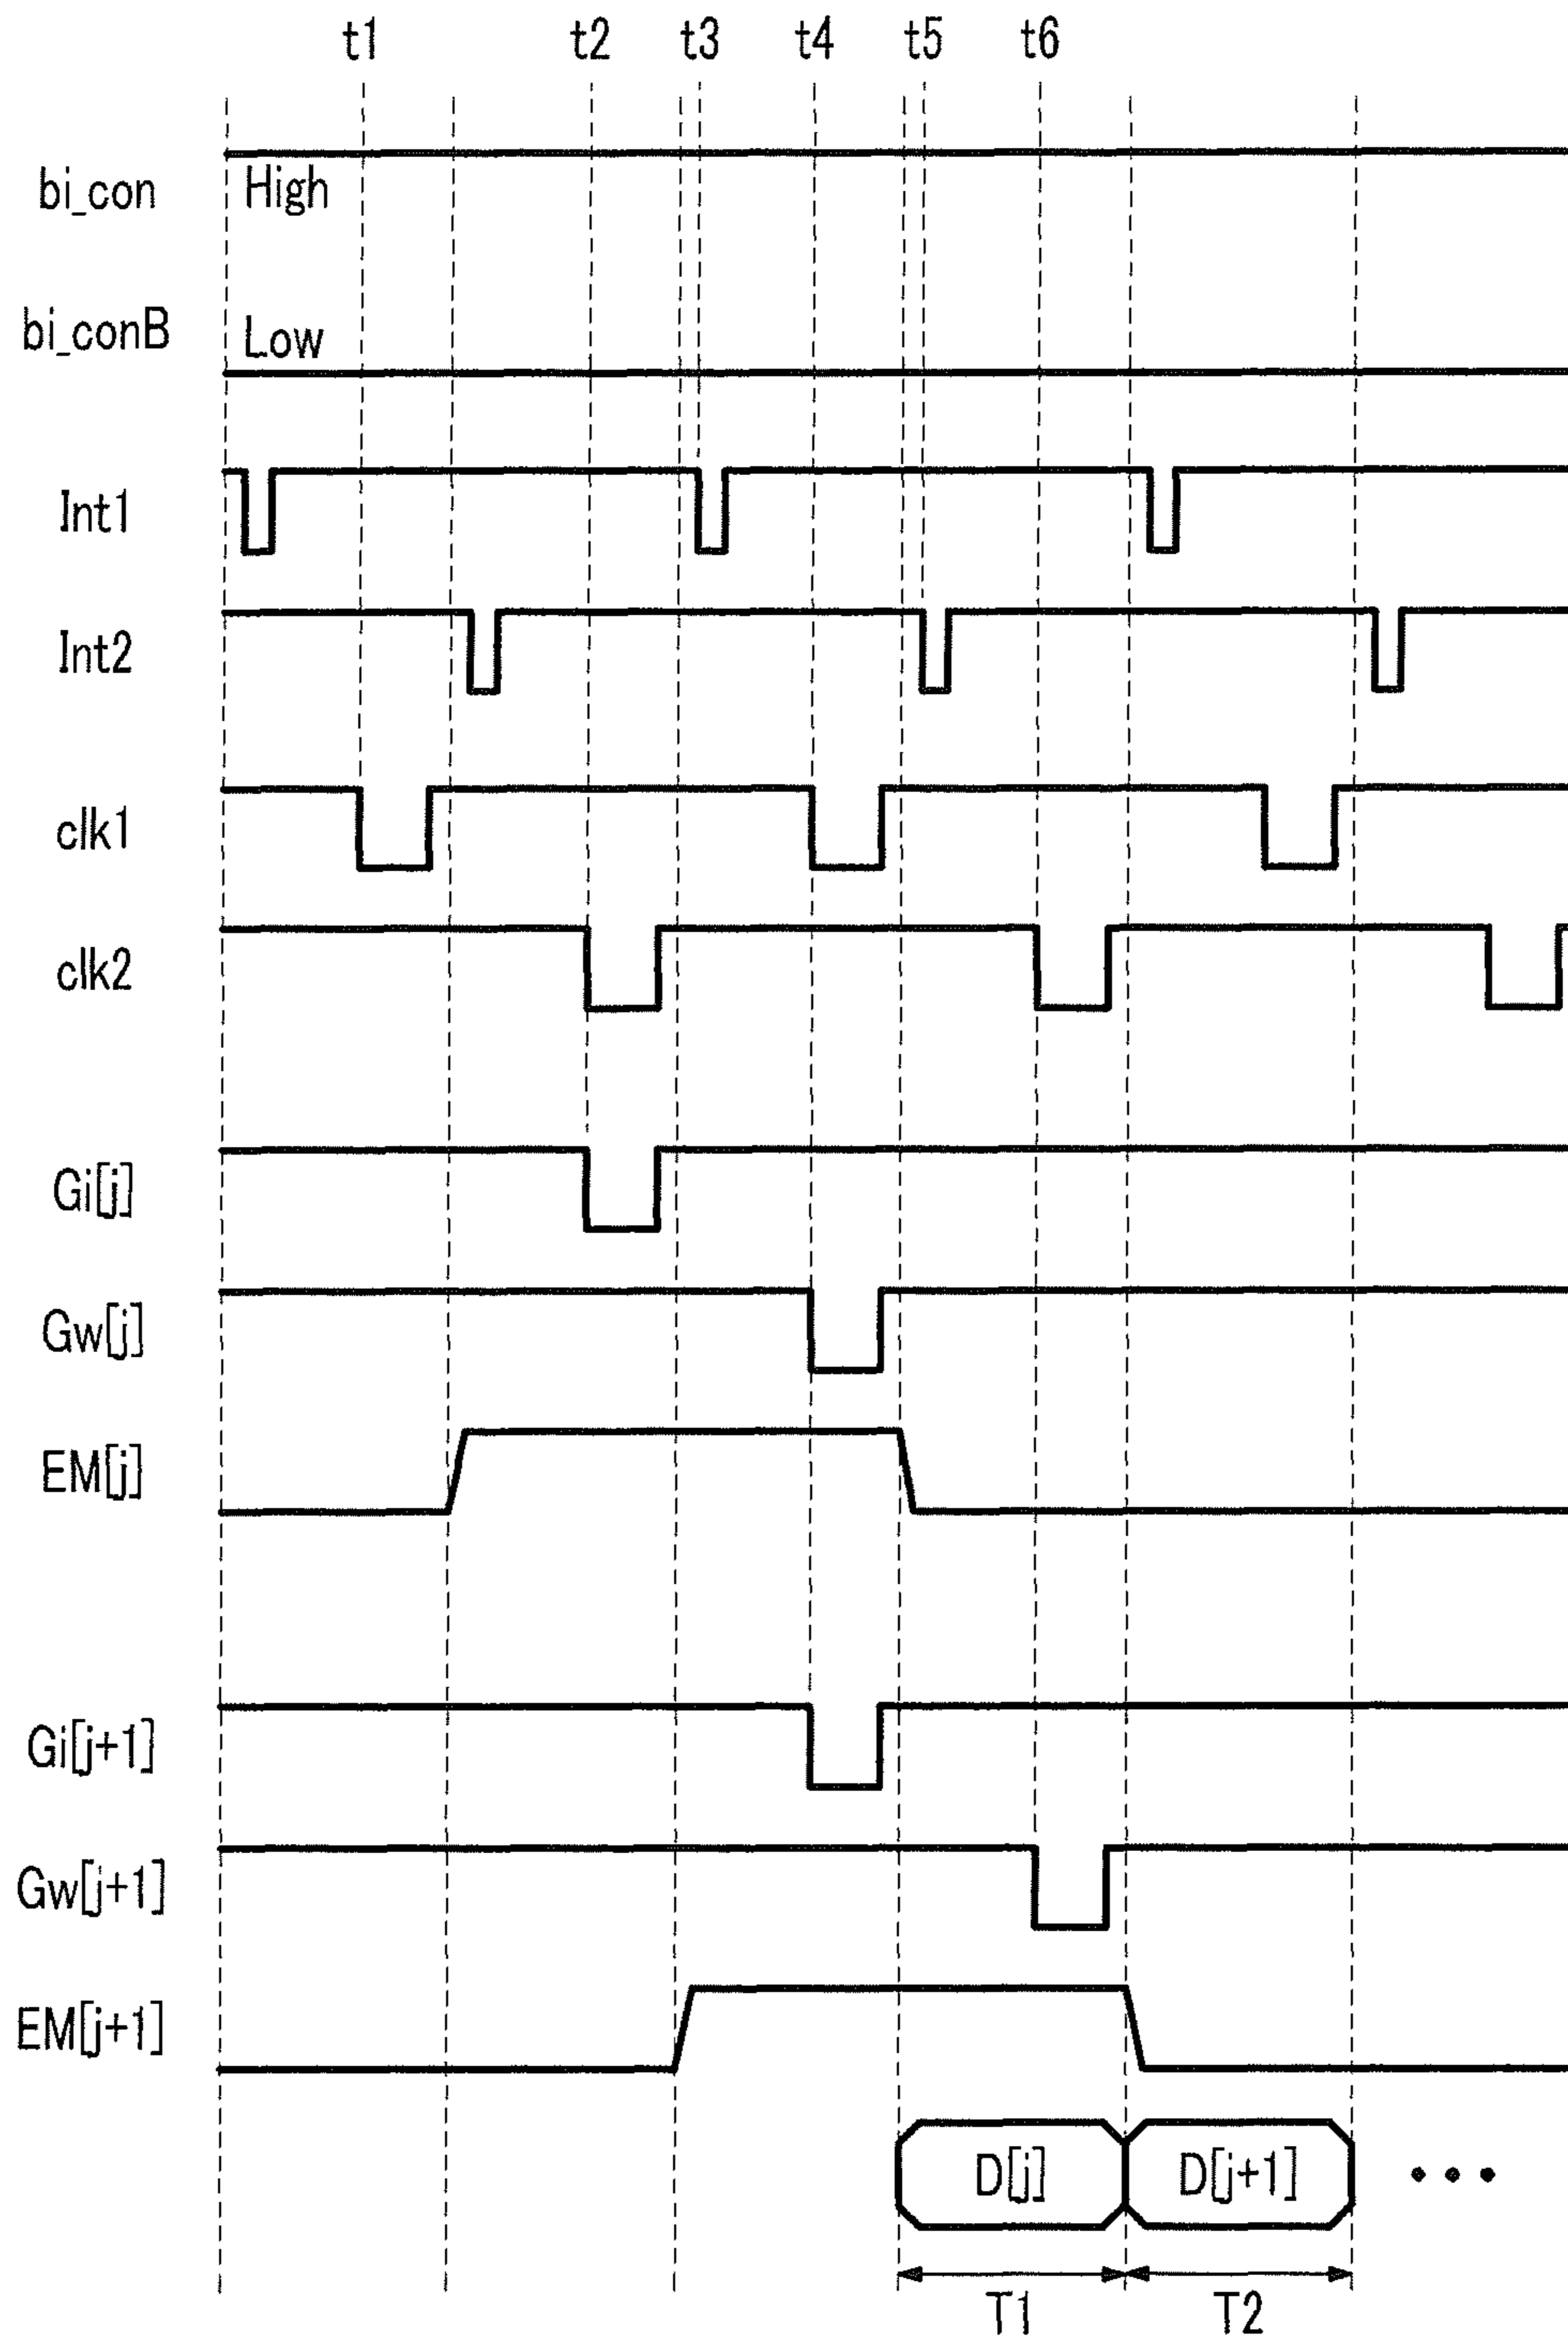 t1 t2 t3 t4 t5 t6
bi_con High
bi_conB Low
Int1
Int2
clk1
clk2
Gi[j]
Gw[j]
EM[j]
Gi[j+1]
Gw[j+1]
EM[j+1]
D[j] D[j+1] •••
T1 T2